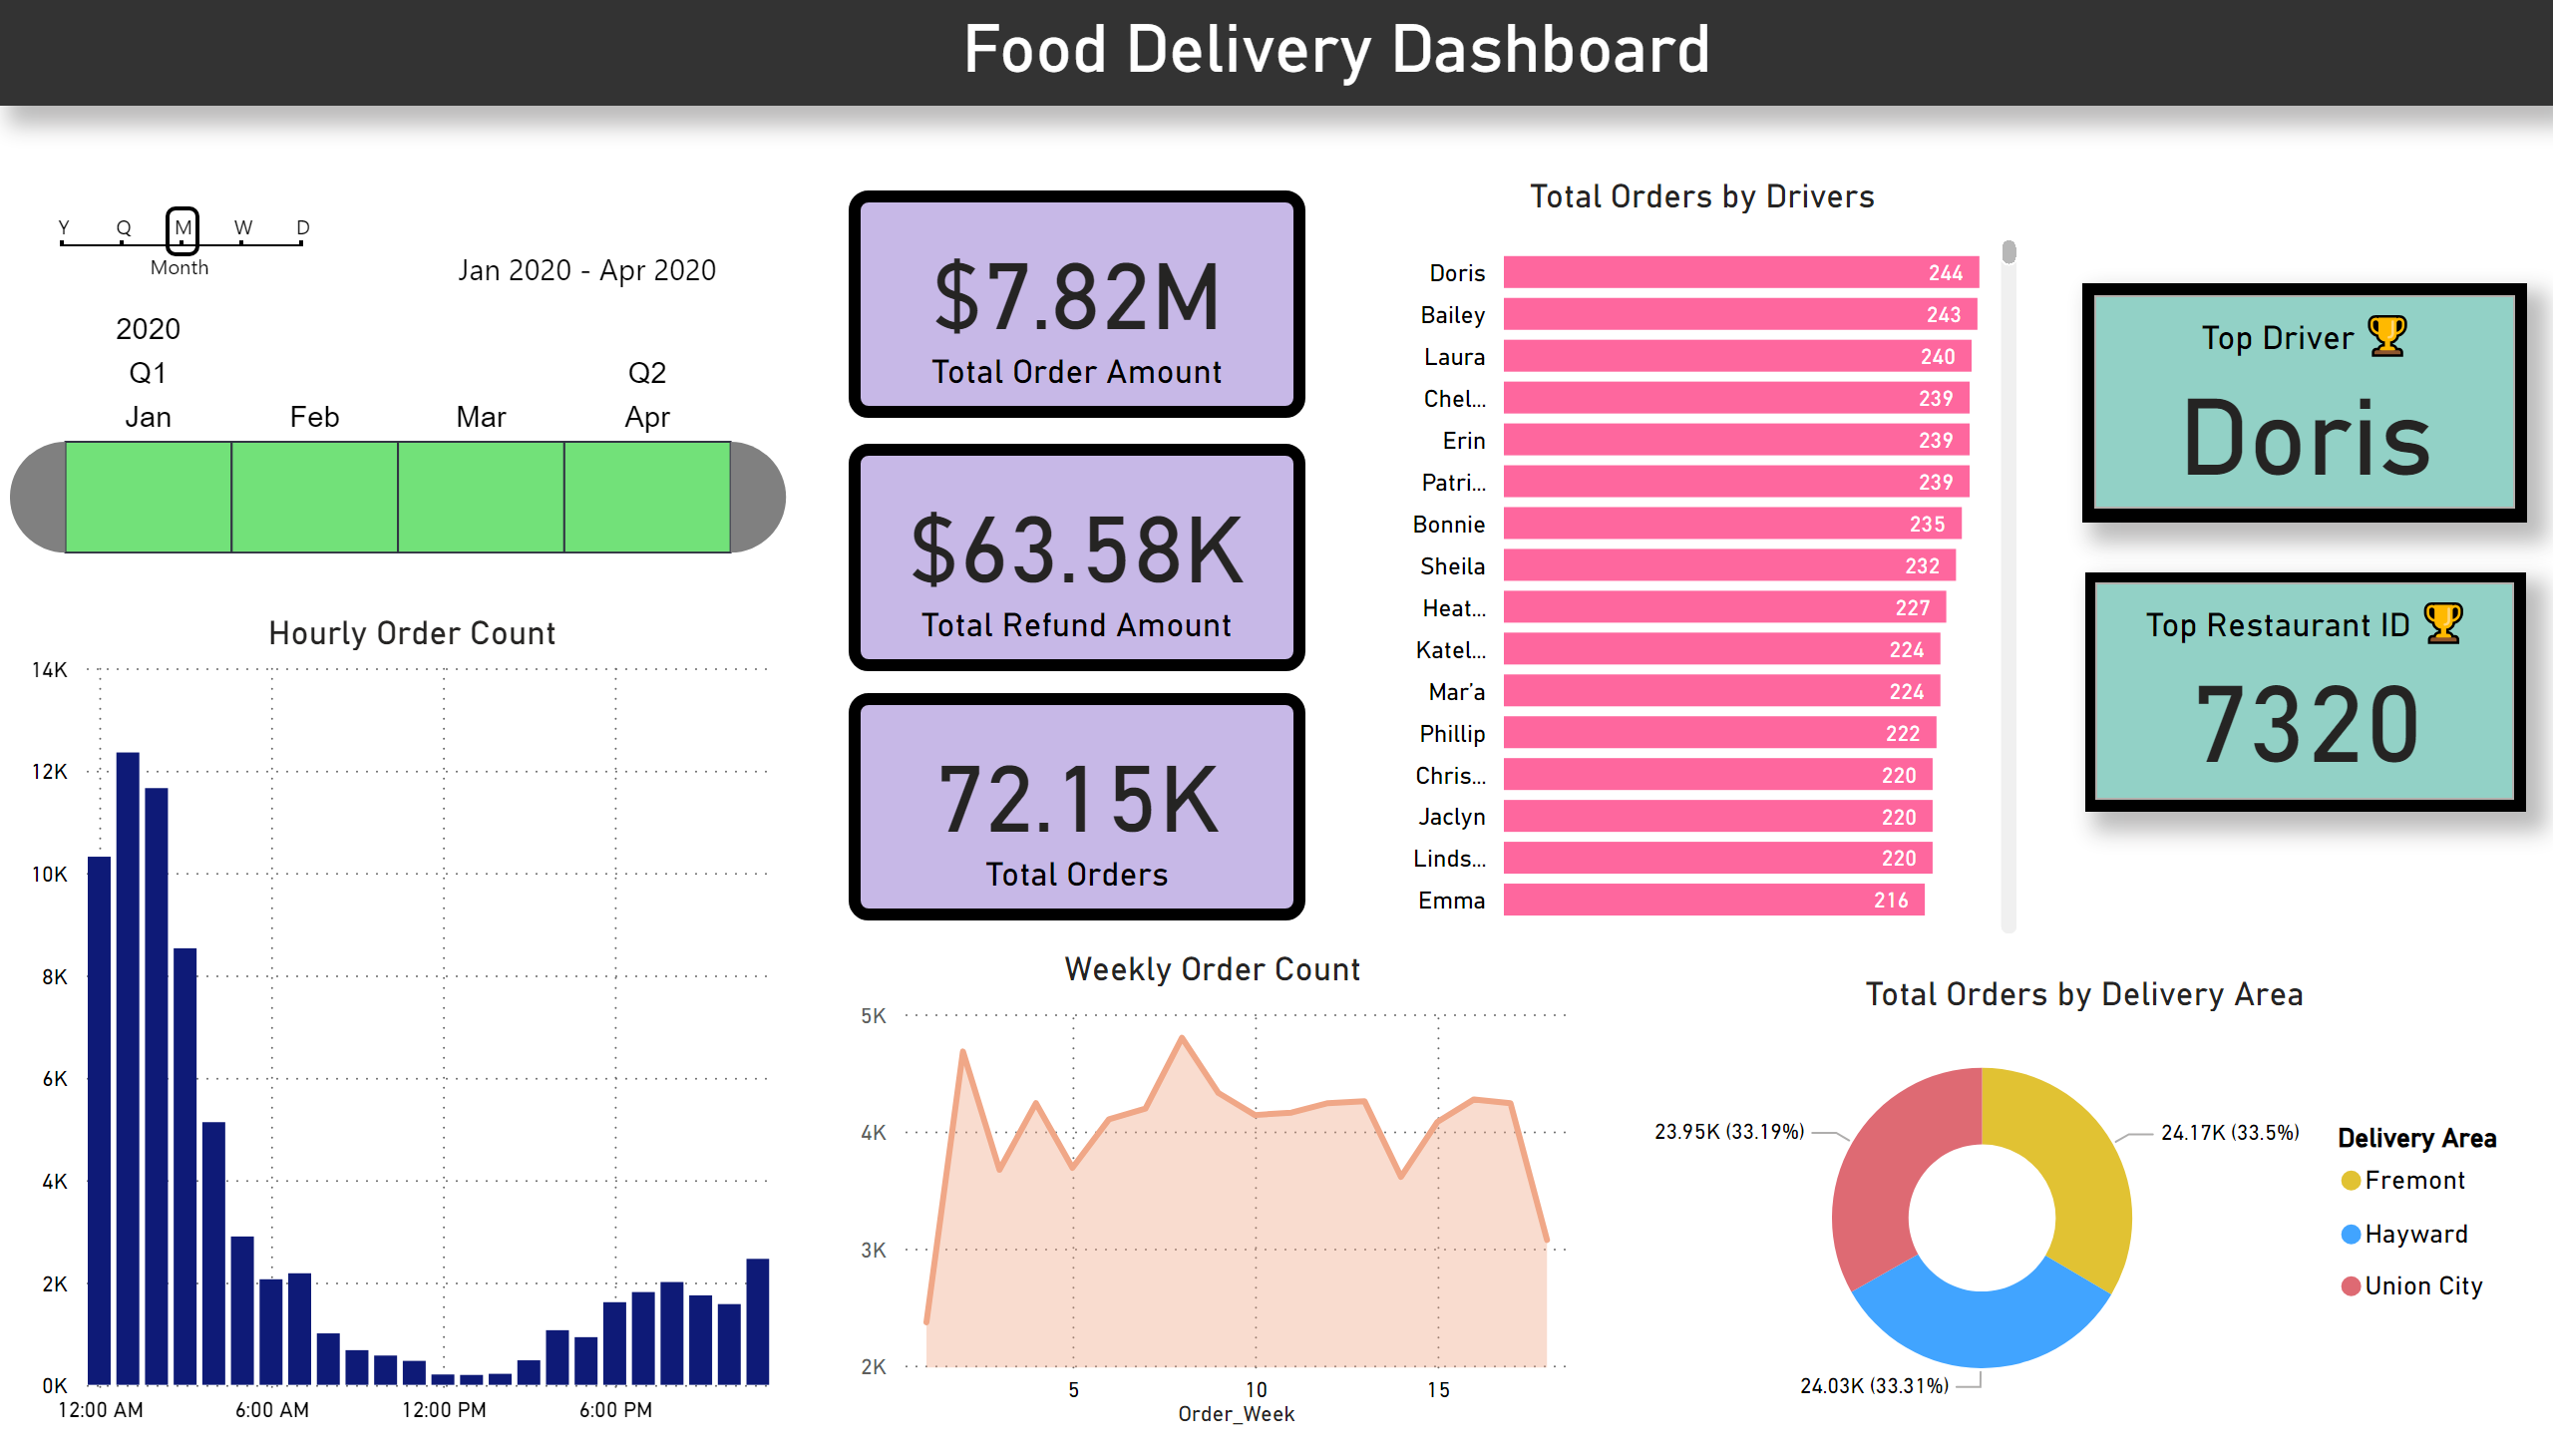 Food Delivery Dashboard
Y Q M W D
Month
Jan 2020 - Apr 2020
2020
Q1 Q2
Jan Feb Mar Apr
Hourly Order Count
14K
12K
10K
8K
6K
4K
2K
0K
12:00 AM 6:00 AM 12:00 PM 6:00 PM
$7.82M
Total Order Amount
$63.58K
Total Refund Amount
72.15K
Total Orders
Total Orders by Drivers
Doris 244
Bailey 243
Laura 240
Chel... 239
Erin 239
Patri... 239
Bonnie 235
Sheila 232
Heat... 227
Katel... 224
Mar’a 224
Phillip 222
Chris... 220
Jaclyn 220
Linds... 220
Emma 216
Top Driver 🏆
Doris
Top Restaurant ID 🏆
7320
Weekly Order Count
5K
4K
3K
2K
5 10 15
Order_Week
Total Orders by Delivery Area
23.95K (33.19%)
24.17K (33.5%)
24.03K (33.31%)
Delivery Area
Fremont
Hayward
Union City